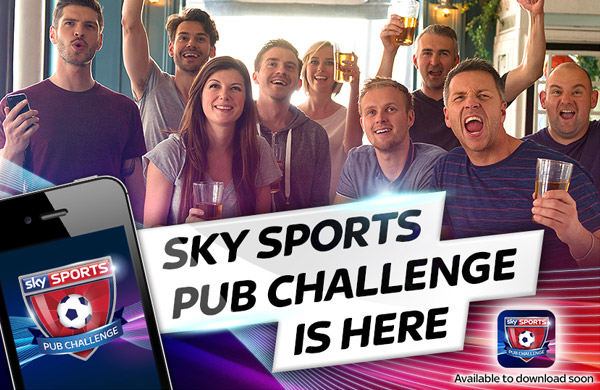 SKY SPORTS
PUB CHALLENGE
IS HERE
sky SPORTS
PUB CHALLENGE
sky SPORTS
PUB CHALLENGE
Available to download soon